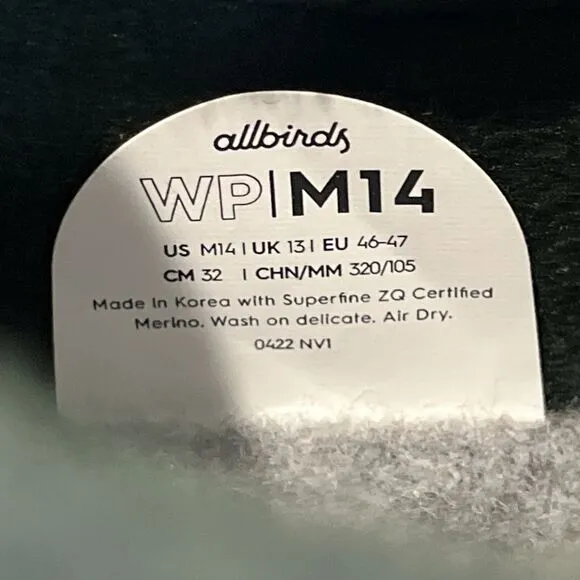 allbirds
WP|M14
US M14 | UK 13 | EU 46-47
CM 32 | CHN/MM 320/105
Made in Korea with Superfine ZQ Certified
Merino. Wash on delicate. Air Dry.
0422 NV1